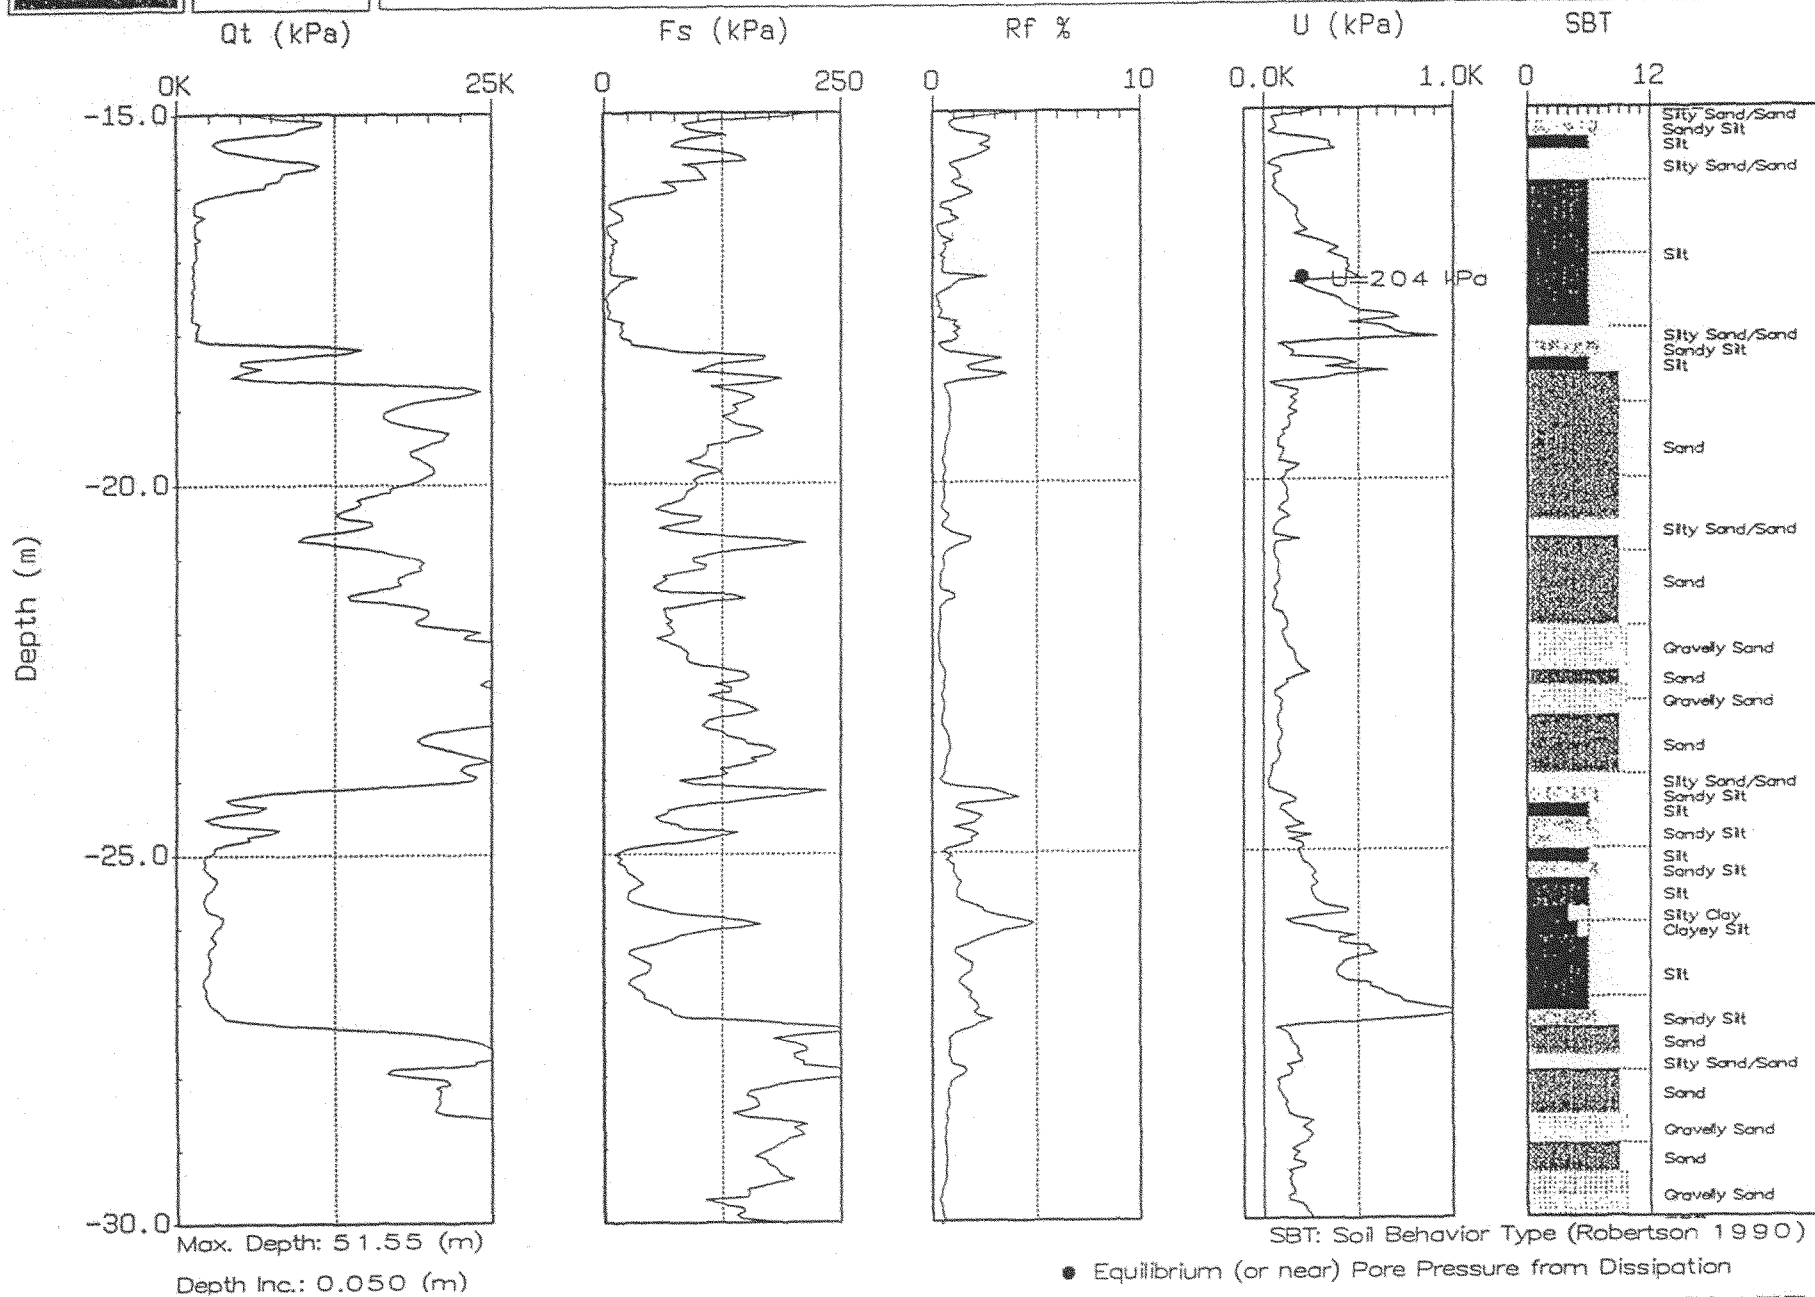 Qt (kPa) Fs (kPa) Rf % U (kPa) SBT
0K 25K 0 250 0 10 0.0K 1.0K 0 12
-15.0
Silty Sand/Sand
Sandy Silt
Silt
Silty Sand/Sand
Silt
U=204 kPa
Silty Sand/Sand
Sandy Silt
Silt
Sand
-20.0
Silty Sand/Sand
Depth (m)
Sand
Gravelly Sand
Sand
Gravelly Sand
Sand
Silty Sand/Sand
Sandy Silt
Silt
Sandy Silt
-25.0
Silt
Sandy Silt
Silt
Silty Clay
Clayey Silt
Silt
Sandy Silt
Sand
Silty Sand/Sand
Sand
Gravelly Sand
Sand
Gravelly Sand
-30.0
Max. Depth: 51.55 (m)
SBT: Soil Behavior Type (Robertson 1990)
Depth Inc.: 0.050 (m)
● Equilibrium (or near) Pore Pressure from Dissipation